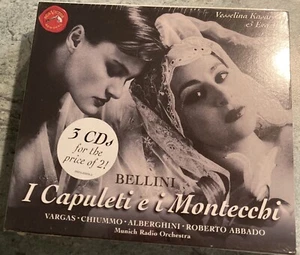 Vesselina
& Eva
3 CDs
for the
price of 2!
BELLINI
I Capuleti e i Montecchi
VARGAS · CHIUMMO · ALBERGHINI · ROBERTO ABBADO
Munich Radio Orchestra